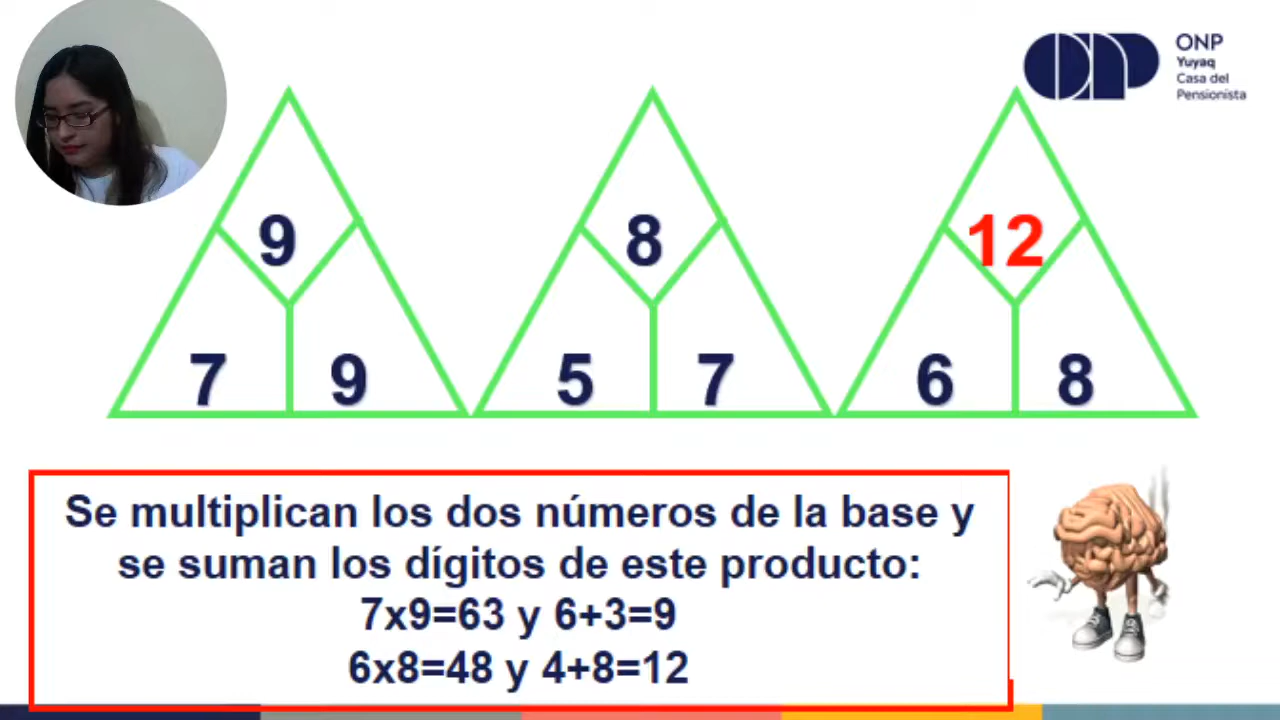 ONP
Yuyaq
Casa del
Pensionista
9
8
12
7 9
5 7
6 8
Se multiplican los dos números de la base y
se suman los dígitos de este producto:
7x9=63 y 6+3=9
6x8=48 y 4+8=12